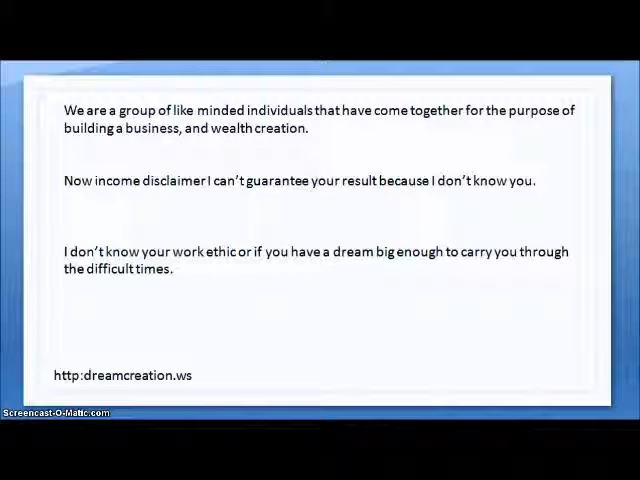 We are a group of like minded individuals that have come together for the purpose of
building a business, and wealth creation.
Now income disclaimer I can't guarantee your result because I don't know you.
I don't know your work ethic or if you have a dream big enough to carry you through
the difficult times.
http:dreamcreation.ws
Screencast-O-Matic.com